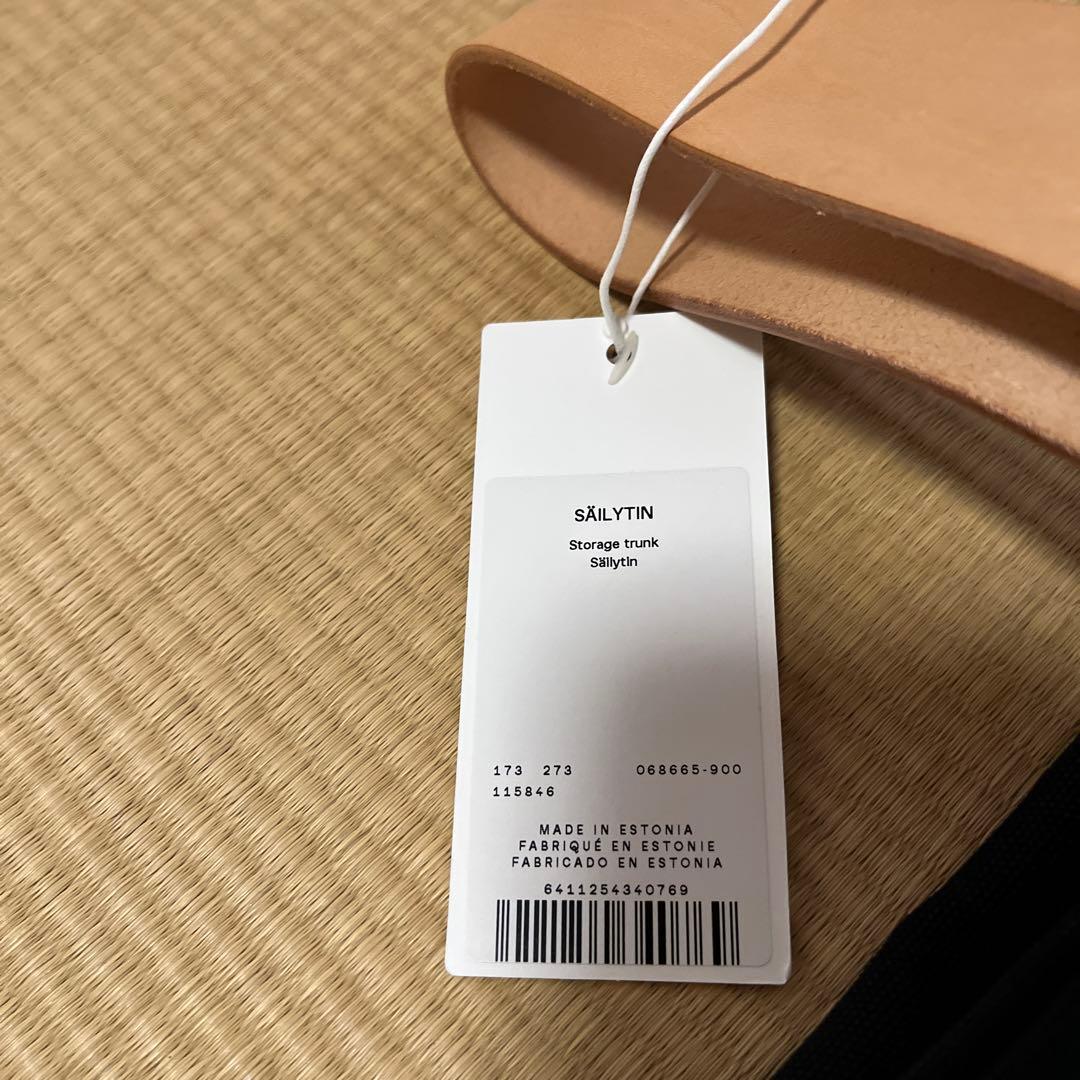 SÄILYTIN
Storage trunk
Säilytin
173 273 068665-900
115846
MADE IN ESTONIA
FABRIQUÉ EN ESTONIE
FABRICADO EN ESTONIA
6411254340769